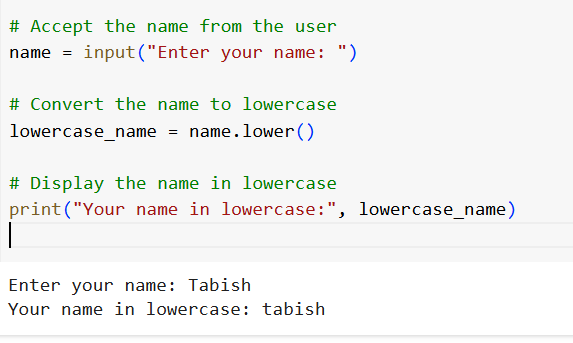 # Accept the name from the user
name = input("Enter your name: ")
# Convert the name to lowercase
lowercase_name = name.lower()
# Display the name in lowercase
print("Your name in lowercase:", lowercase_name)
Enter your name: Tabish
Your name in lowercase: tabish